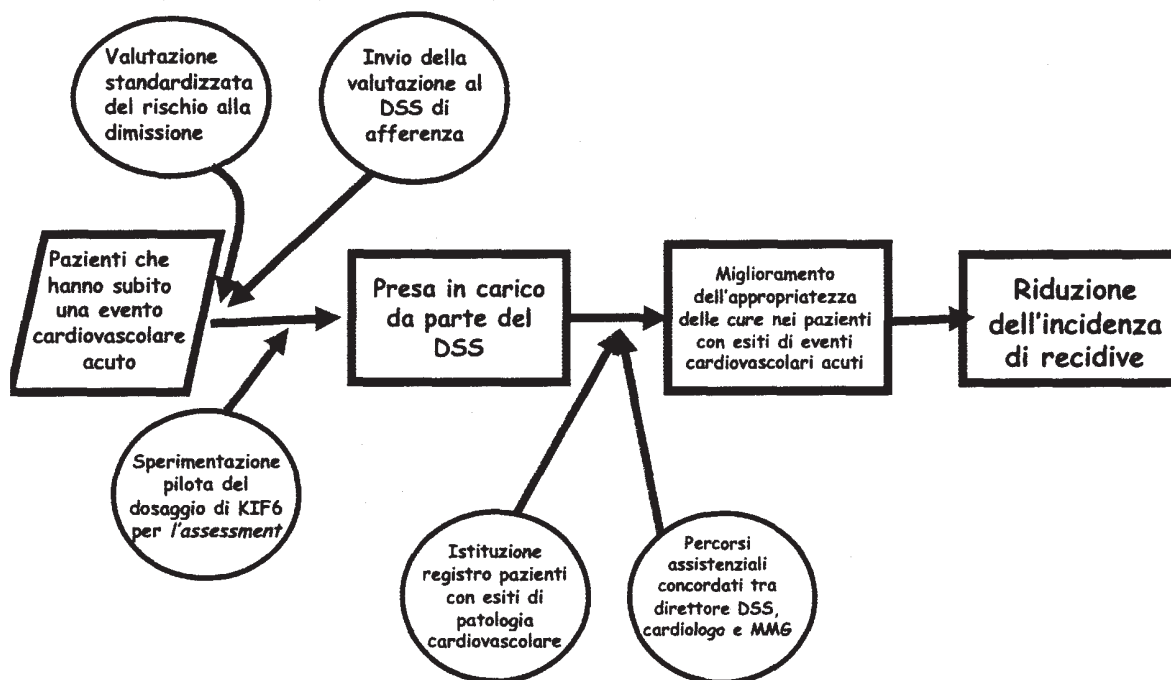 Valutazione
standardizzata
del rischio alla
dimissione
Invio della
valutazione al
DSS di
afferenza
Pazienti che
hanno subito
una evento
cardiovascolare
acuto
Presa in carico
da parte del
DSS
Miglioramento
dell'appropriatezza
delle cure nei pazienti
con esiti di eventi
cardiovascolari acuti
Riduzione
dell'incidenza
di recidive
Sperimentazione
pilota del
dosaggio di KIF6
per l'assessment
Istituzione
registro pazienti
con esiti di
patologia
cardiovascolare
Percorsi
assistenziali
concordati tra
direttore DSS,
cardiologo e MMG